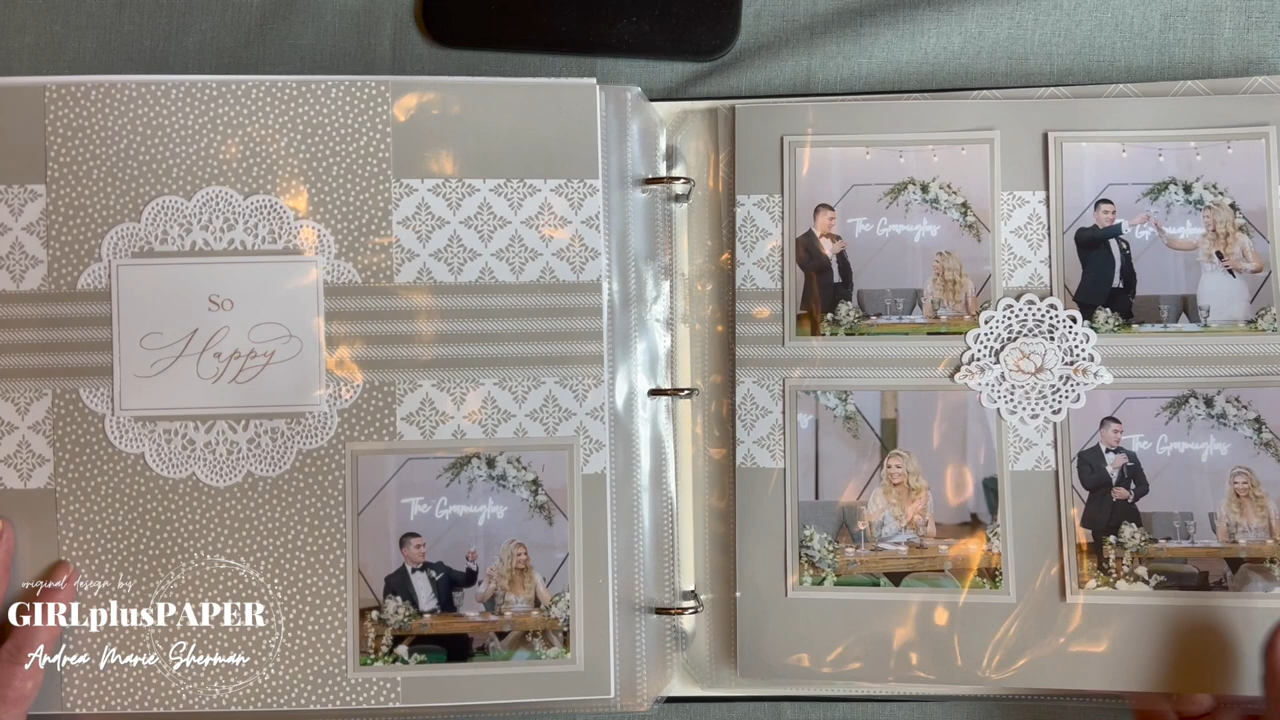 So
Happy
The Gramuglias
original design by
GIRLplusPAPER
Andrea Marie Sherman
The Gramuglias
The Gramuglias
The Gramuglias